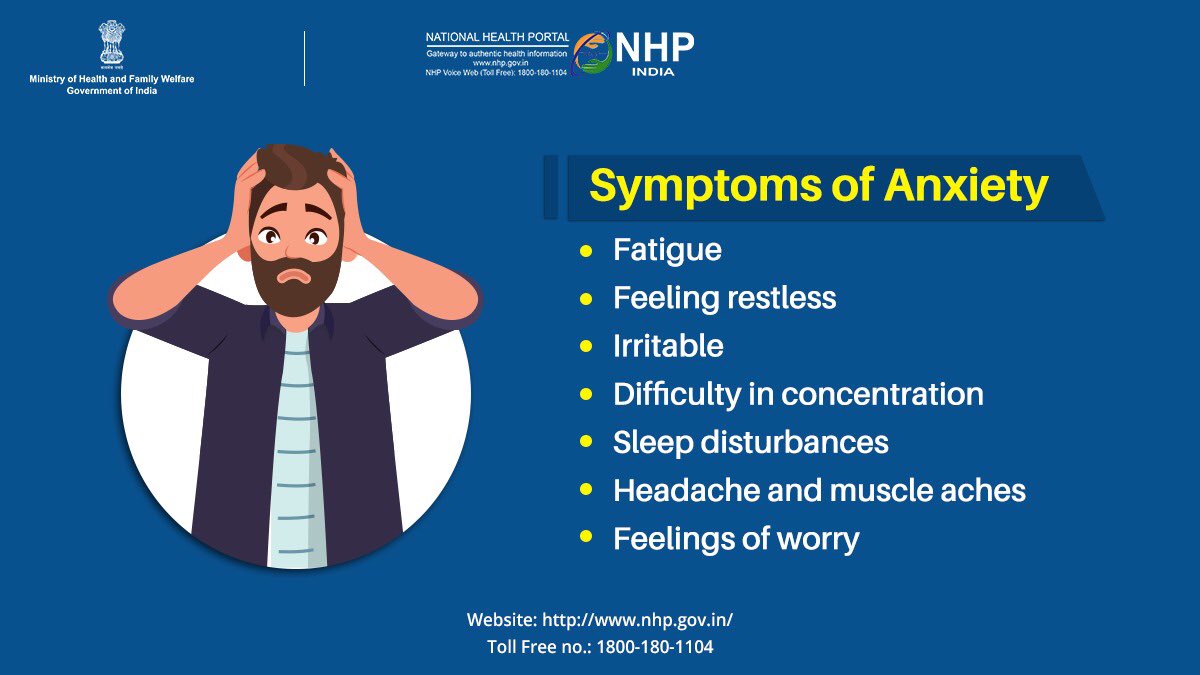 Ministry of Health and Family Welfare
Government of India
NATIONAL HEALTH PORTAL
Gateway to authentic health information
www.nhp.gov.in
NHP Voice Web (Toll Free): 1800-180-1104
NHP
INDIA
Symptoms of Anxiety
Fatigue
Feeling restless
Irritable
Difficulty in concentration
Sleep disturbances
Headache and muscle aches
Feelings of worry
Website: http://www.nhp.gov.in/
Toll Free no.: 1800-180-1104